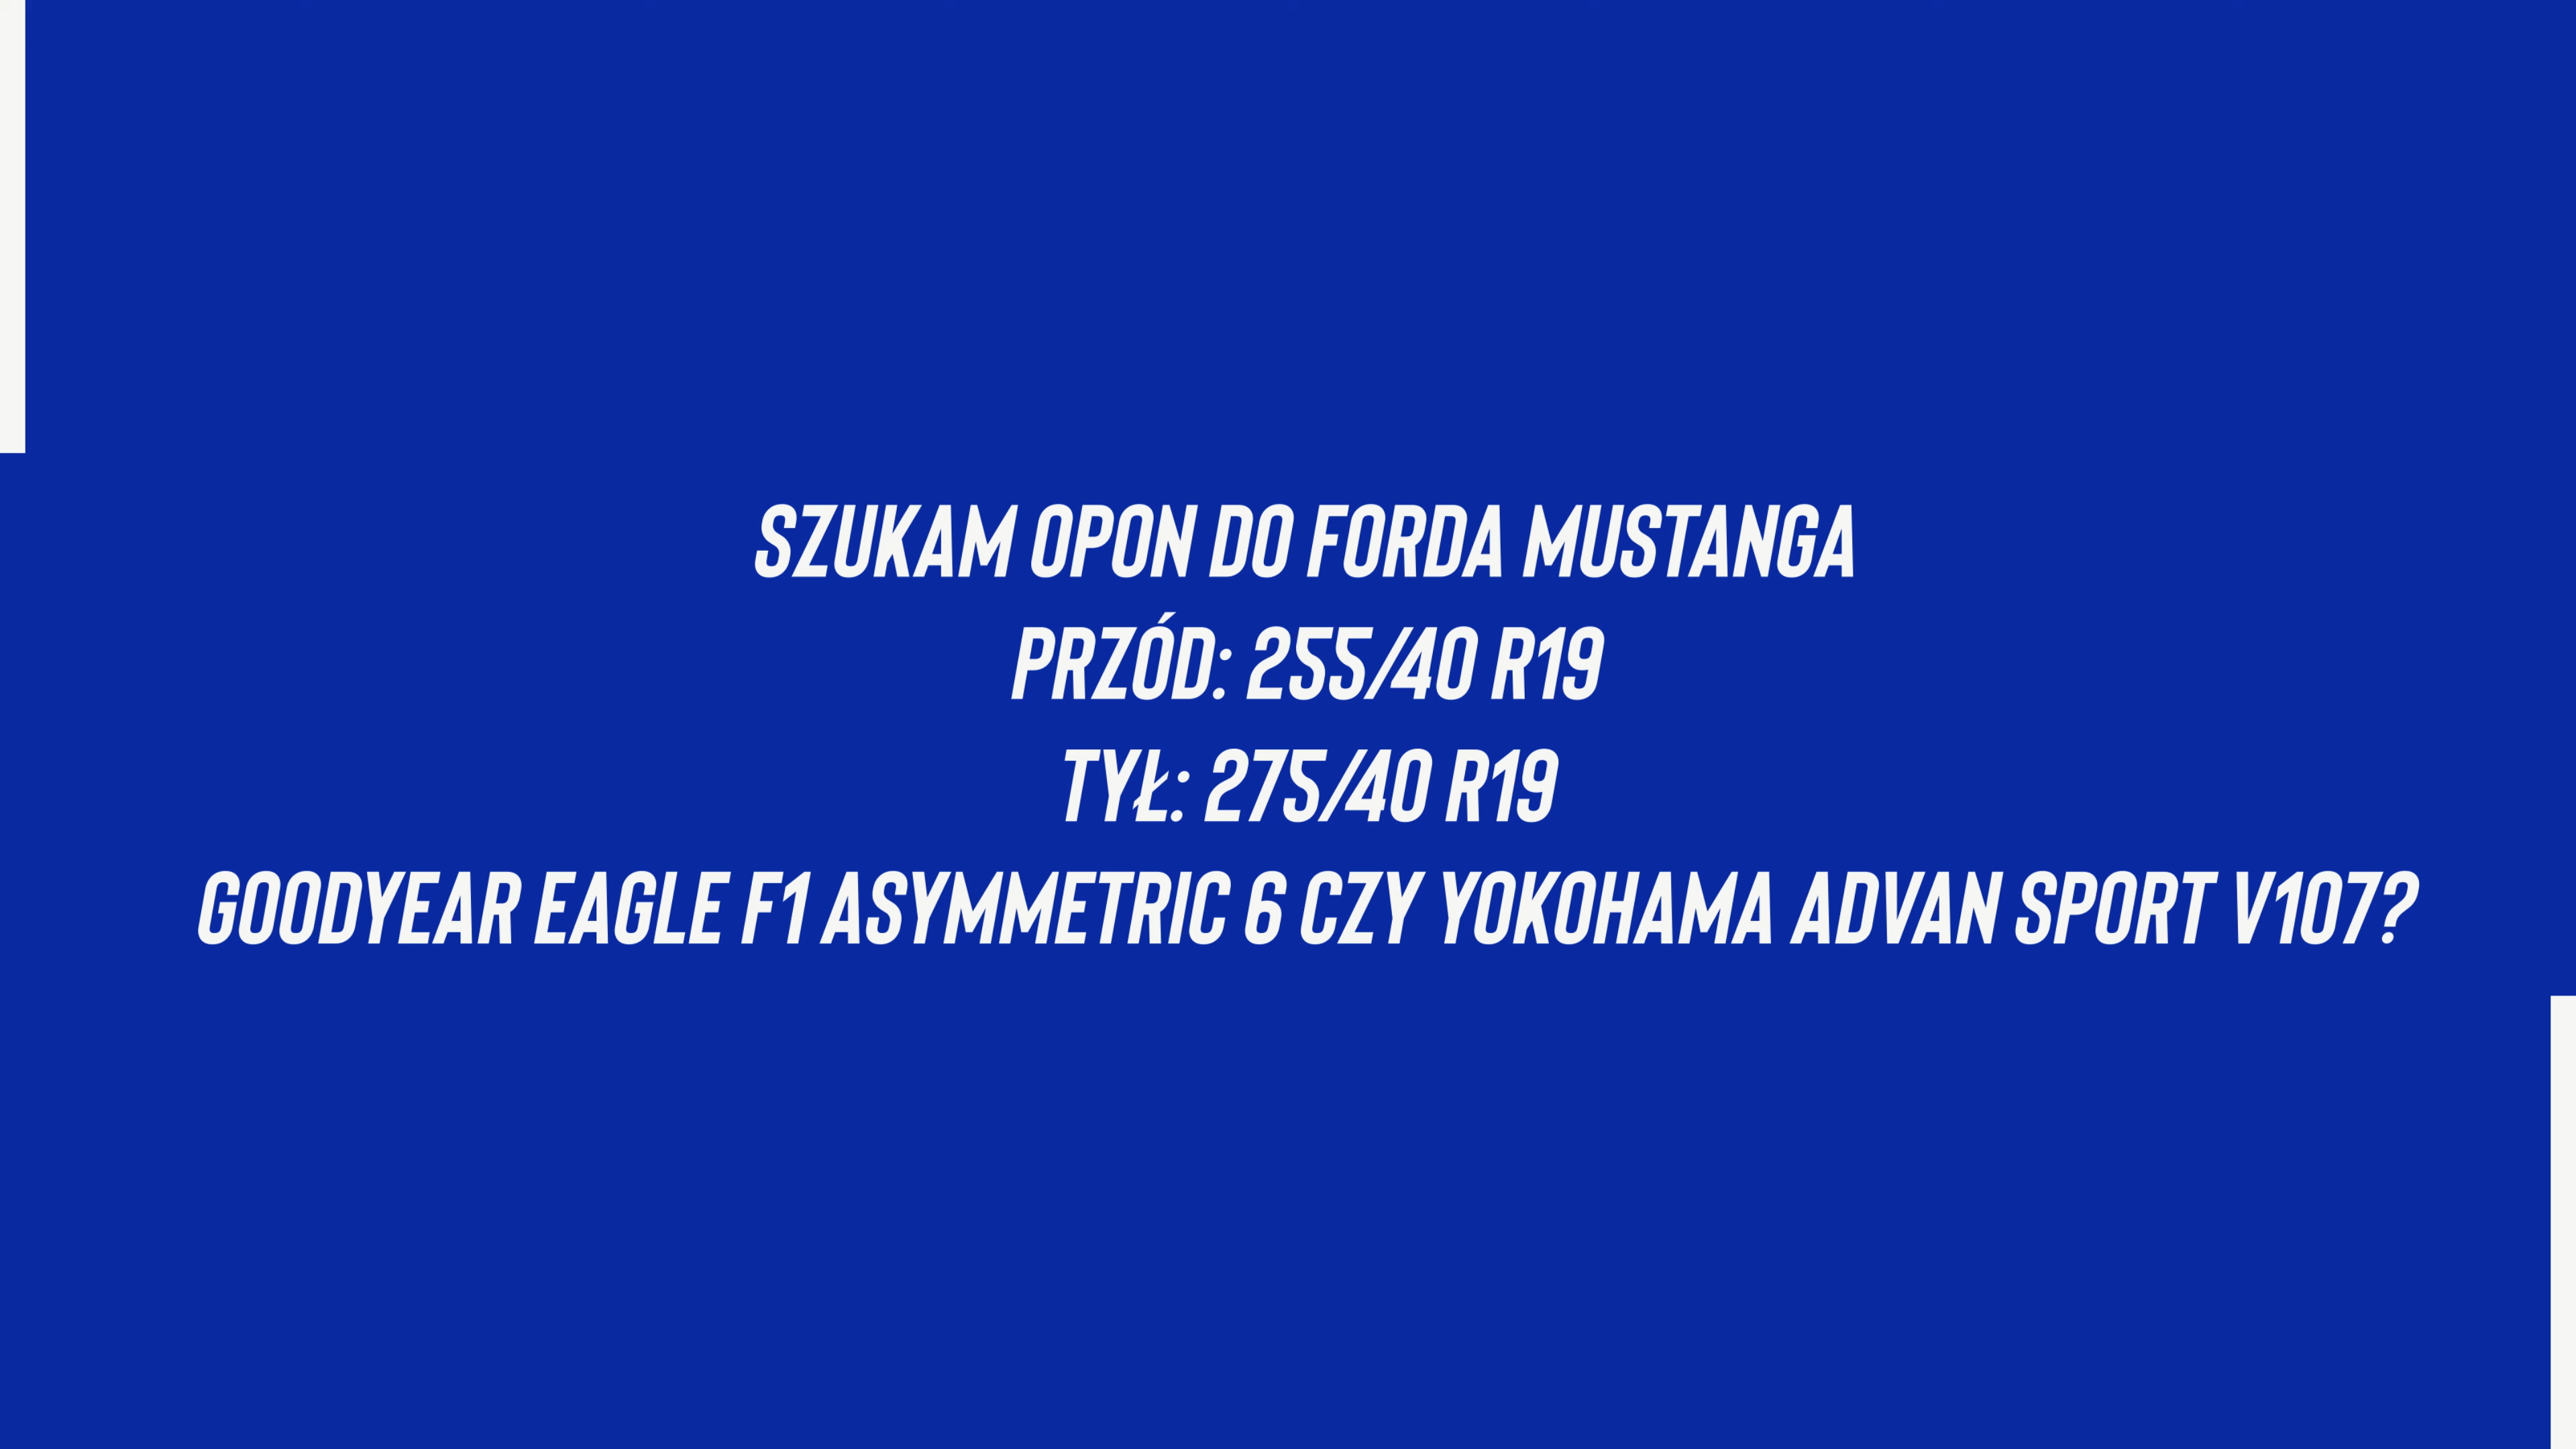 SZUKAM OPON DO FORDA MUSTANGA
PRZÓD: 255/40 R19
TYŁ: 275/40 R19
GOODYEAR EAGLE F1 ASYMMETRIC 6 CZY YOKOHAMA ADVAN SPORT V107?